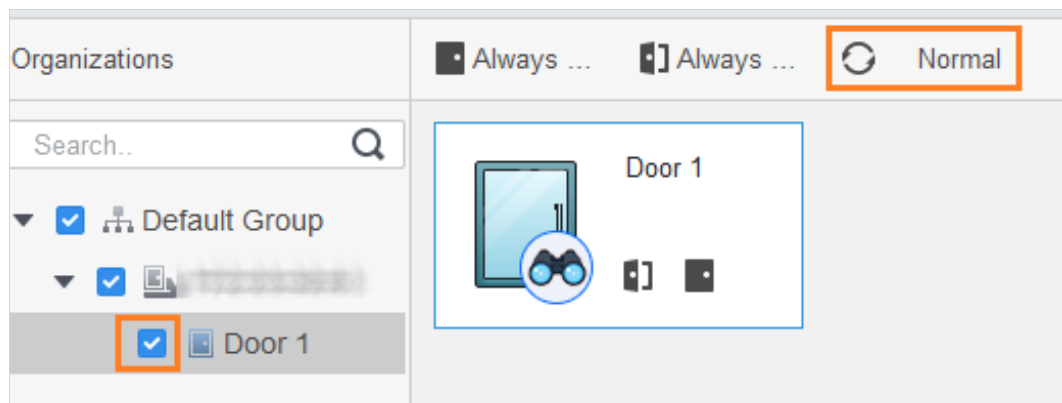 Organizations
Always ... Always ... Normal
Search..
Door 1
Default Group
Door 1